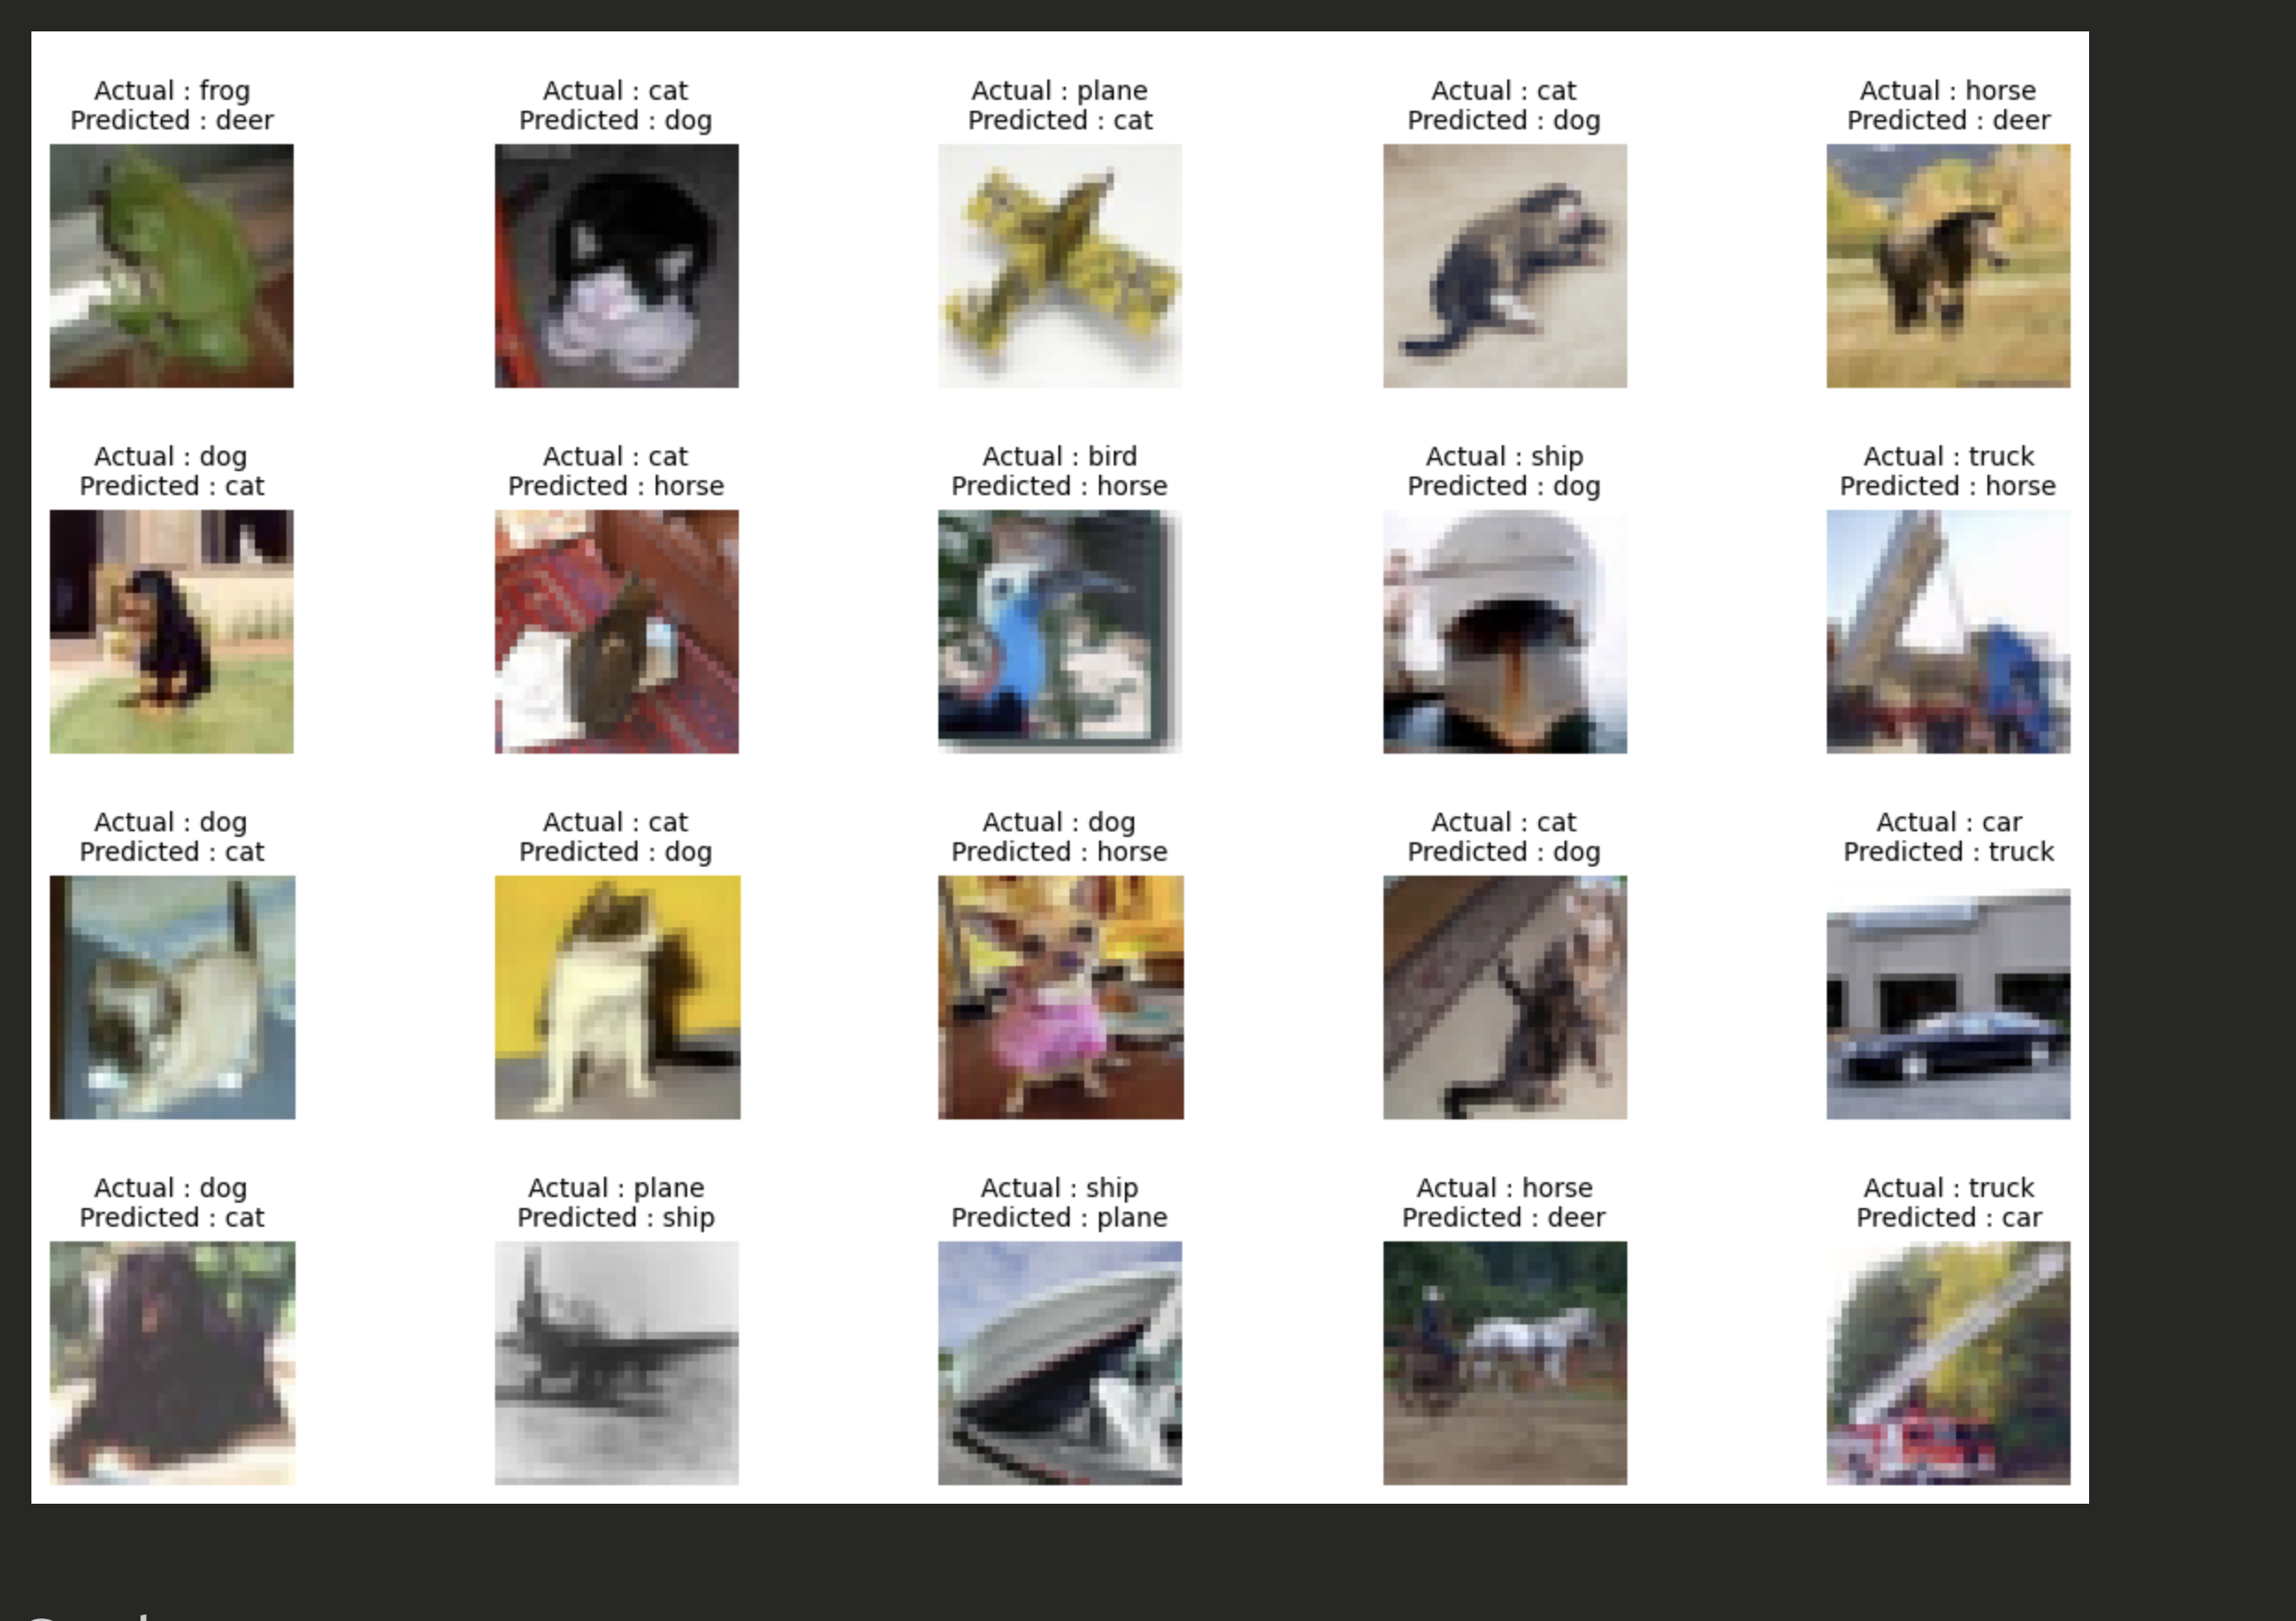 Actual : frog
Predicted : deer
Actual : cat
Predicted : dog
Actual : plane
Predicted : cat
Actual : cat
Predicted : dog
Actual : horse
Predicted : deer
Actual : dog
Predicted : cat
Actual : cat
Predicted : horse
Actual : bird
Predicted : horse
Actual : ship
Predicted : dog
Actual : truck
Predicted : horse
Actual : dog
Predicted : cat
Actual : cat
Predicted : dog
Actual : dog
Predicted : horse
Actual : cat
Predicted : dog
Actual : car
Predicted : truck
Actual : dog
Predicted : cat
Actual : plane
Predicted : ship
Actual : ship
Predicted : plane
Actual : horse
Predicted : deer
Actual : truck
Predicted : car